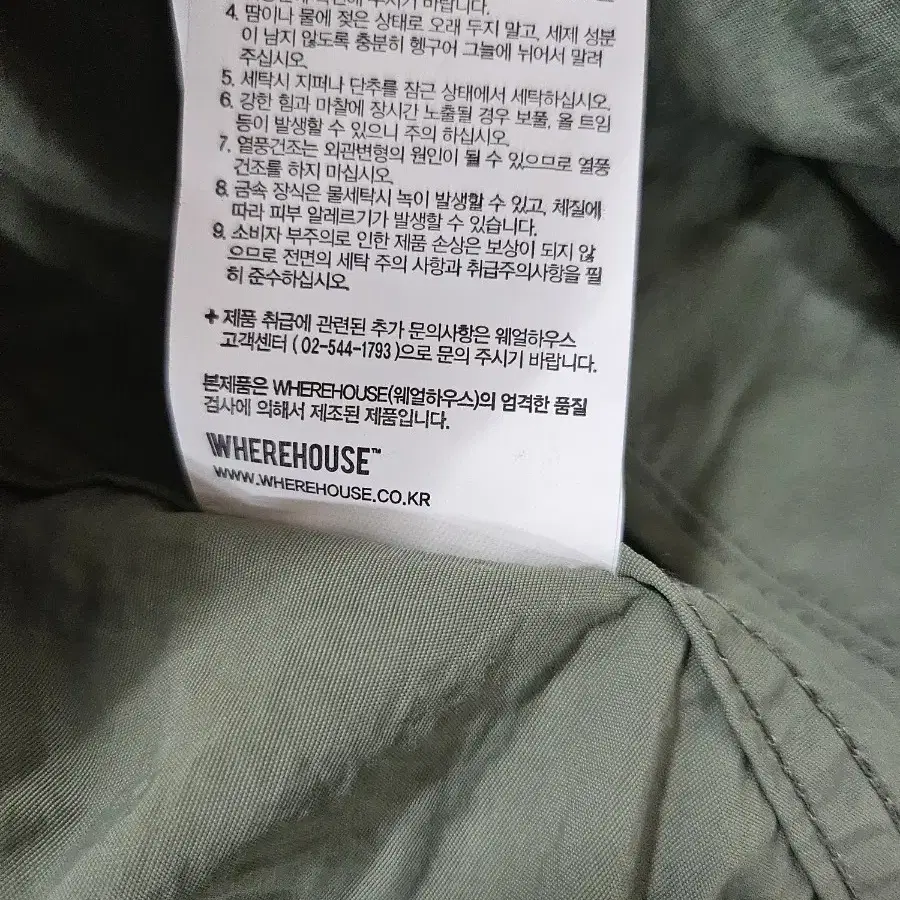 주시기 바랍니다.
4. 땀이나 물에 젖은 상태로 오래 두지 말고, 세제 성분
이 남지 않도록 충분히 헹구어 그늘에 뉘어서 말려
주십시오.
5. 세탁시 지퍼나 단추를 잠근 상태에서 세탁하십시오.
6. 강한 힘과 마찰에 장시간 노출될 경우 보풀, 올 트임
등이 발생할 수 있으니 주의 하십시오.
7. 열풍건조는 외관변형의 원인이 될 수 있으므로 열풍
건조를 하지 마십시오.
8. 금속 장식은 물세탁시 녹이 발생할 수 있고, 체질에
따라 피부 알레르기가 발생할 수 있습니다.
9. 소비자 부주의로 인한 제품 손상은 보상이 되지 않
으므로 전면의 세탁 주의 사항과 취급주의사항을 필
히 준수하십시오.
+ 제품 취급에 관련된 추가 문의사항은 웨얼하우스
고객센터 ( 02-544-1793 )으로 문의 주시기 바랍니다.
본제품은 WHEREHOUSE(웨얼하우스)의 엄격한 품질
검사에 의해서 제조된 제품입니다.
WHEREHOUSE™
WWW.WHEREHOUSE.CO.KR